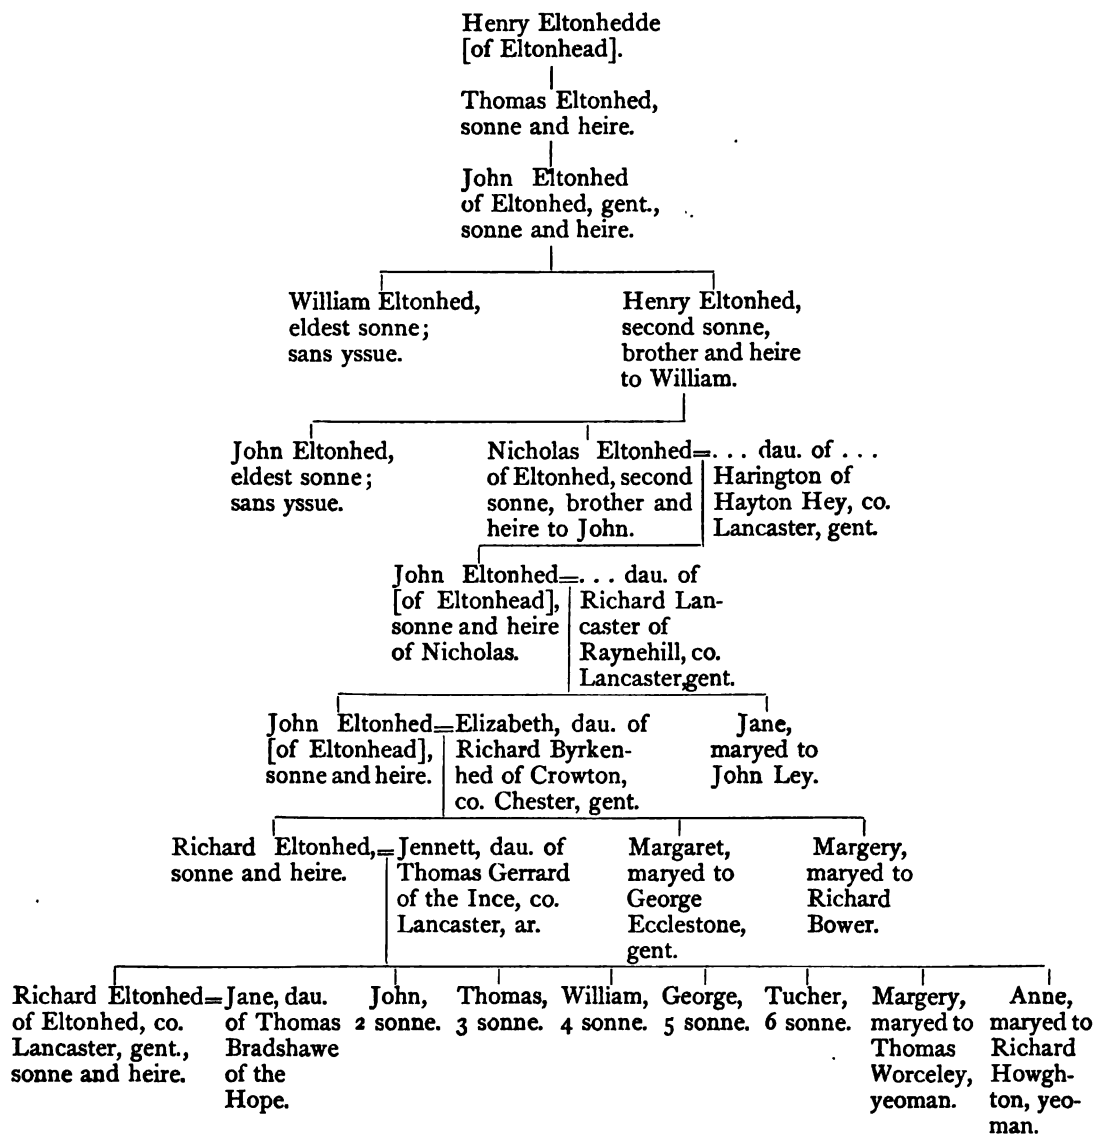 Henry Eltonhedde
[of Eltonhead].
Thomas Eltonhed,
sonne and heire.
John Eltonhed
of Eltonhed, gent.,
sonne and heire.
William Eltonhed,
eldest sonne;
sans yssue.
Henry Eltonhed,
second sonne,
brother and heire
to William.
John Eltonhed,
eldest sonne;
sans yssue.
Nicholas Eltonhed=
of Eltonhed, second
sonne, brother and
heire to John.
... dau. of ...
Harington of
Hayton Hey, co.
Lancaster, gent.
John Eltonhed=
[of Eltonhead],
sonne and heire
of Nicholas.
... dau. of
Richard Lan-
caster of
Raynehill, co.
Lancaster, gent.
John Eltonhed=
[of Eltonhead],
sonne and heire.
Elizabeth, dau. of
Richard Byrken-
hed of Crowton,
co. Chester, gent.
Jane,
maryed to
John Ley.
Richard Eltonhed,=
sonne and heire.
Jennett, dau. of
Thomas Gerrard
of the Ince, co.
Lancaster, ar.
Margaret,
maryed to
George
Ecclestone,
gent.
Margery,
maryed to
Richard
Bower.
Richard Eltonhed=
of Eltonhed, co.
Lancaster, gent.,
sonne and heire.
Jane, dau.
of Thomas
Bradshawe
of the
Hope.
John,
2 sonne.
Thomas,
3 sonne.
William,
4 sonne.
George,
5 sonne.
Tucher,
6 sonne.
Margery,
maryed to
Thomas
Worceley,
yeoman.
Anne,
maryed to
Richard
Howgh-
ton, yeo-
man.